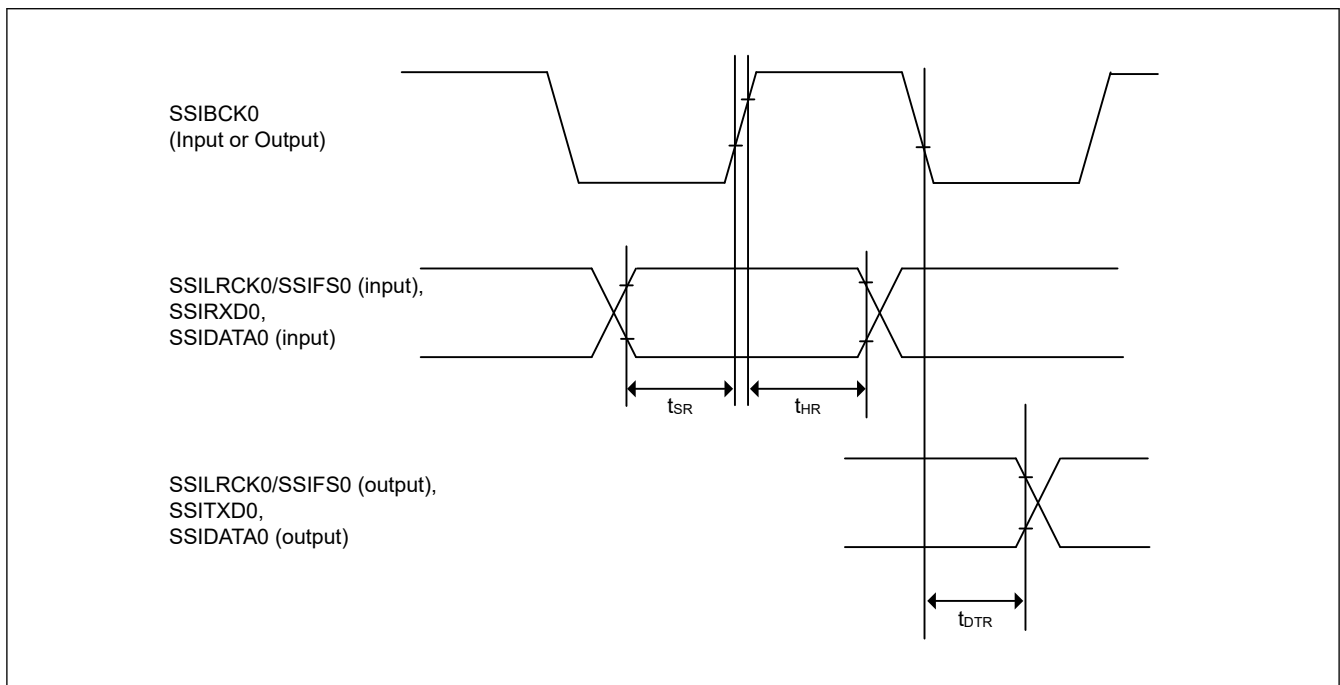 SSIBCK0
(Input or Output)
SSILRCK0/SSIFS0 (input),
SSIRXD0,
SSIDATA0 (input)
tSR
tHR
SSILRCK0/SSIFS0 (output),
SSITXD0,
SSIDATA0 (output)
tDTR